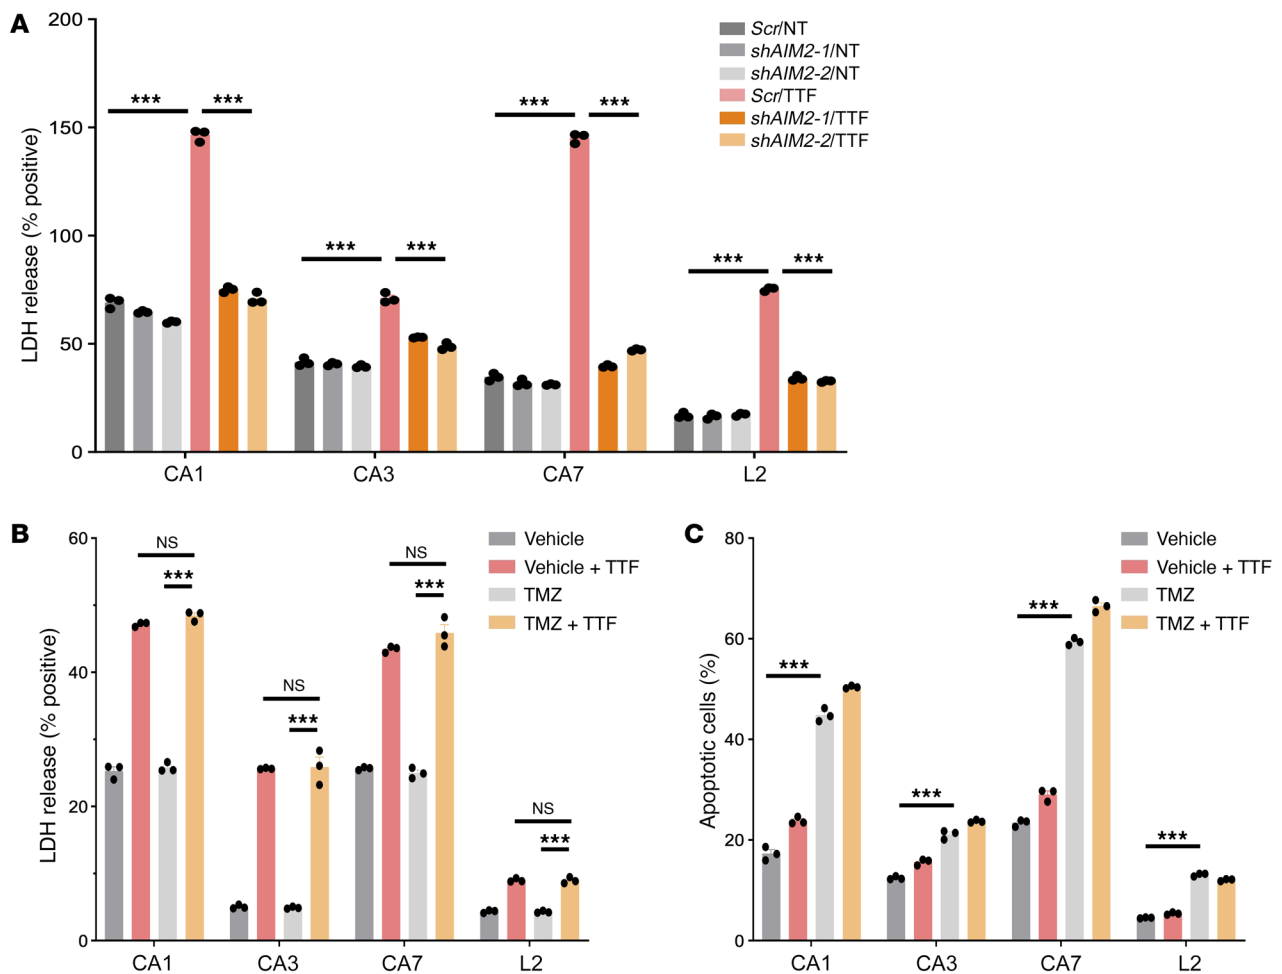 A
200
150
100
50
0
LDH release (% positive)
*** ***
*** ***
*** ***
*** ***
CA1 CA3 CA7 L2
Scr/NT
shAIM2-1/NT
shAIM2-2/NT
Scr/TTF
shAIM2-1/TTF
shAIM2-2/TTF
B
60
40
20
0
LDH release (% positive)
NS
***
NS
***
NS
***
NS
***
CA1 CA3 CA7 L2
Vehicle
Vehicle + TTF
TMZ
TMZ + TTF
C
80
60
40
20
0
Apoptotic cells (%)
***
***
***
***
CA1 CA3 CA7 L2
Vehicle
Vehicle + TTF
TMZ
TMZ + TTF